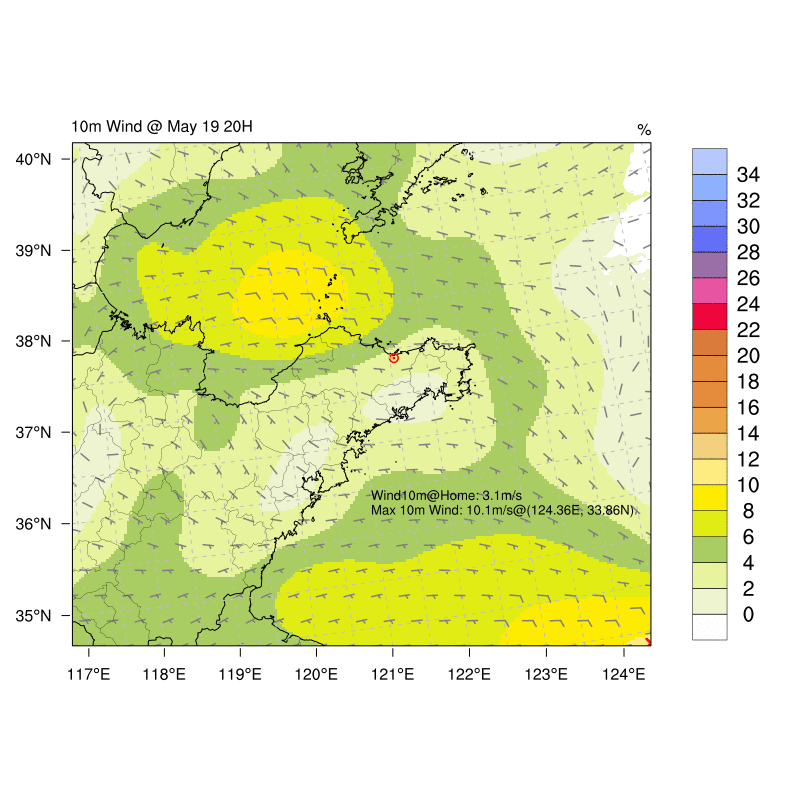 10m Wind @ May 19 20H
%
40°N
39°N
38°N
37°N
36°N
35°N
117°E
118°E
119°E
120°E
121°E
122°E
123°E
124°E
Wind10m@Home: 3.1m/s
Max 10m Wind: 10.1m/s@(124.36E, 33.86N)
34
32
30
28
26
24
22
20
18
16
14
12
10
8
6
4
2
0